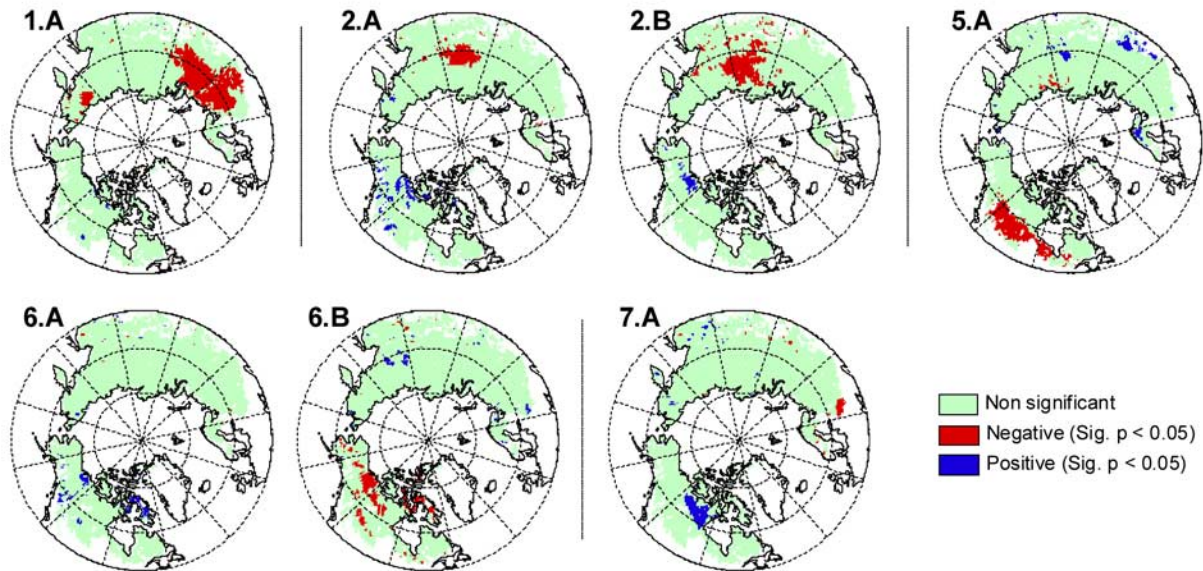 1.A
2.A
2.B
5.A
6.A
6.B
7.A
Non significant
Negative (Sig. p < 0.05)
Positive (Sig. p < 0.05)